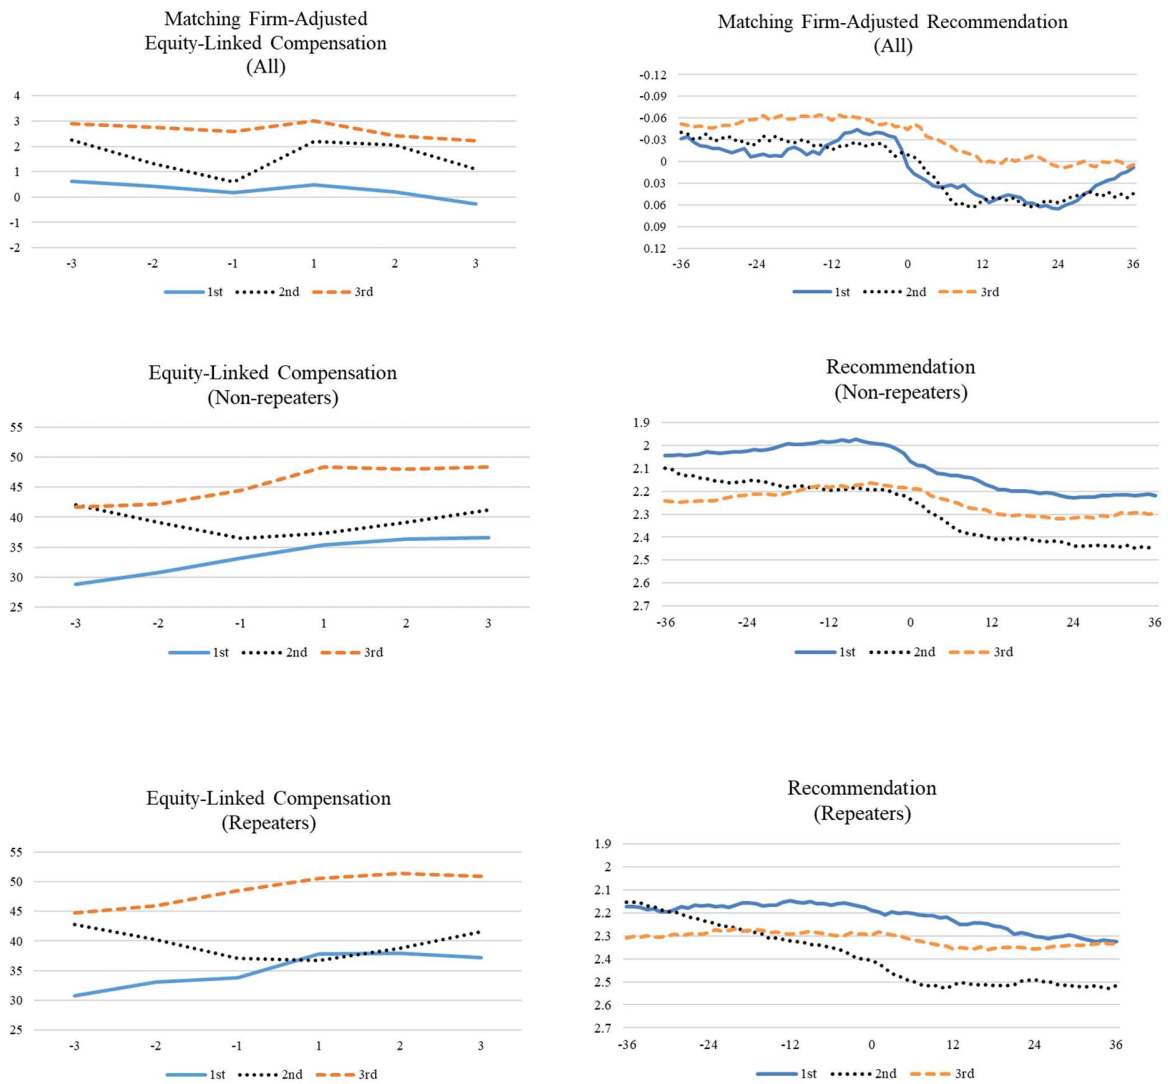 Matching Firm-Adjusted
Equity-Linked Compensation
(All)
4
3
2
1
0
-1
-2
-3 -2 -1 1 2 3
1st 2nd 3rd
Matching Firm-Adjusted Recommendation
(All)
-0.12
-0.09
-0.06
-0.03
0
0.03
0.06
0.09
0.12
-36 -24 -12 0 12 24 36
1st 2nd 3rd
Equity-Linked Compensation
(Non-repeaters)
55
50
45
40
35
30
25
-3 -2 -1 1 2 3
1st 2nd 3rd
Recommendation
(Non-repeaters)
1.9
2
2.1
2.2
2.3
2.4
2.5
2.6
2.7
-36 -24 -12 0 12 24 36
1st 2nd 3rd
Equity-Linked Compensation
(Repeaters)
55
50
45
40
35
30
25
-3 -2 -1 1 2 3
1st 2nd 3rd
Recommendation
(Repeaters)
1.9
2
2.1
2.2
2.3
2.4
2.5
2.6
2.7
-36 -24 -12 0 12 24 36
1st 2nd 3rd